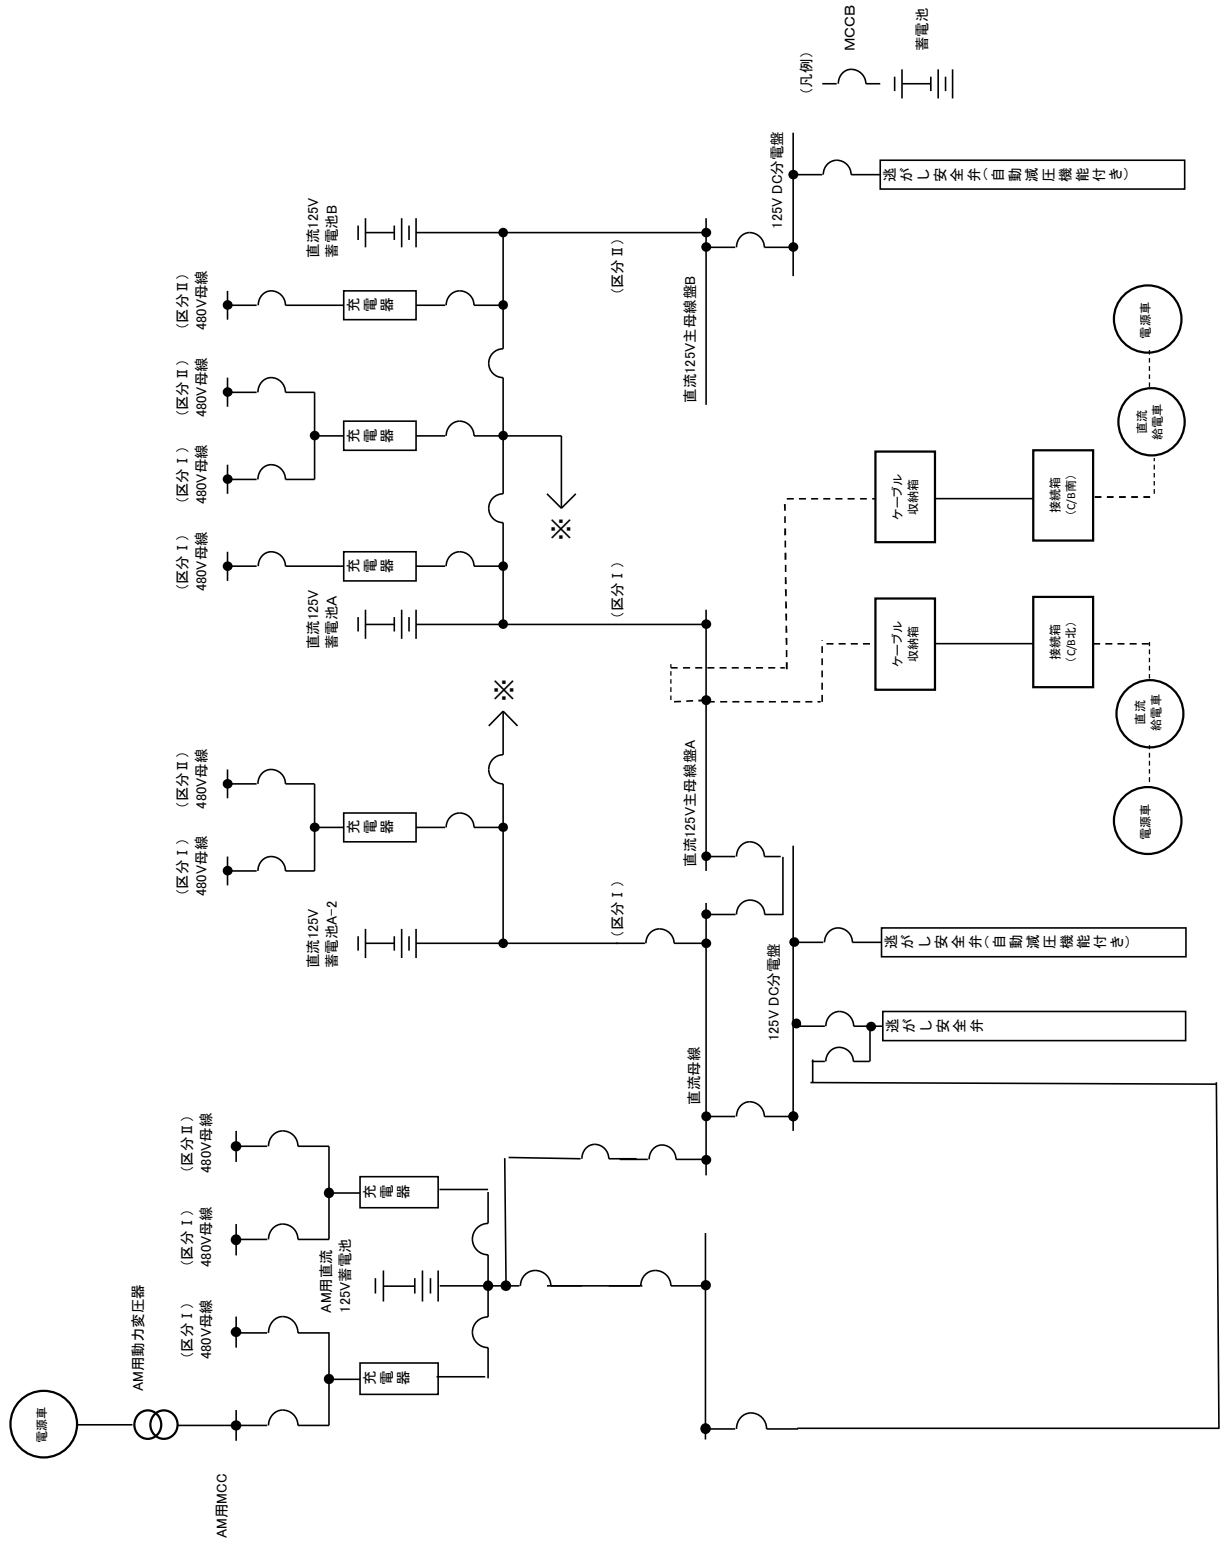 電源車
AM用動力変圧器
AM用MCC
(区分Ⅰ)
480V母線
(区分Ⅰ)
480V母線
(区分Ⅱ)
480V母線
充電器
充電器
AM用直流
125V蓄電池
(区分Ⅰ)
480V母線
(区分Ⅱ)
480V母線
充電器
直流125V
蓄電池A-2
※
(区分Ⅰ)
(区分Ⅰ)
480V母線
(区分Ⅰ)
480V母線
(区分Ⅱ)
480V母線
(区分Ⅱ)
480V母線
充電器
充電器
充電器
直流125V
蓄電池A
直流125V
蓄電池B
※
(区分Ⅰ)
(区分Ⅱ)
直流母線
直流125V主母線盤A
直流125V主母線盤B
125V DC分電盤
125V DC分電盤
逃がし安全弁
逃がし安全弁(自動減圧機能付き)
逃がし安全弁(自動減圧機能付き)
ケーブル
収納箱
ケーブル
収納箱
接続箱
(C/B北)
接続箱
(C/B南)
電源車
直流
給電車
直流
給電車
電源車
(凡例)
MCCB
蓄電池